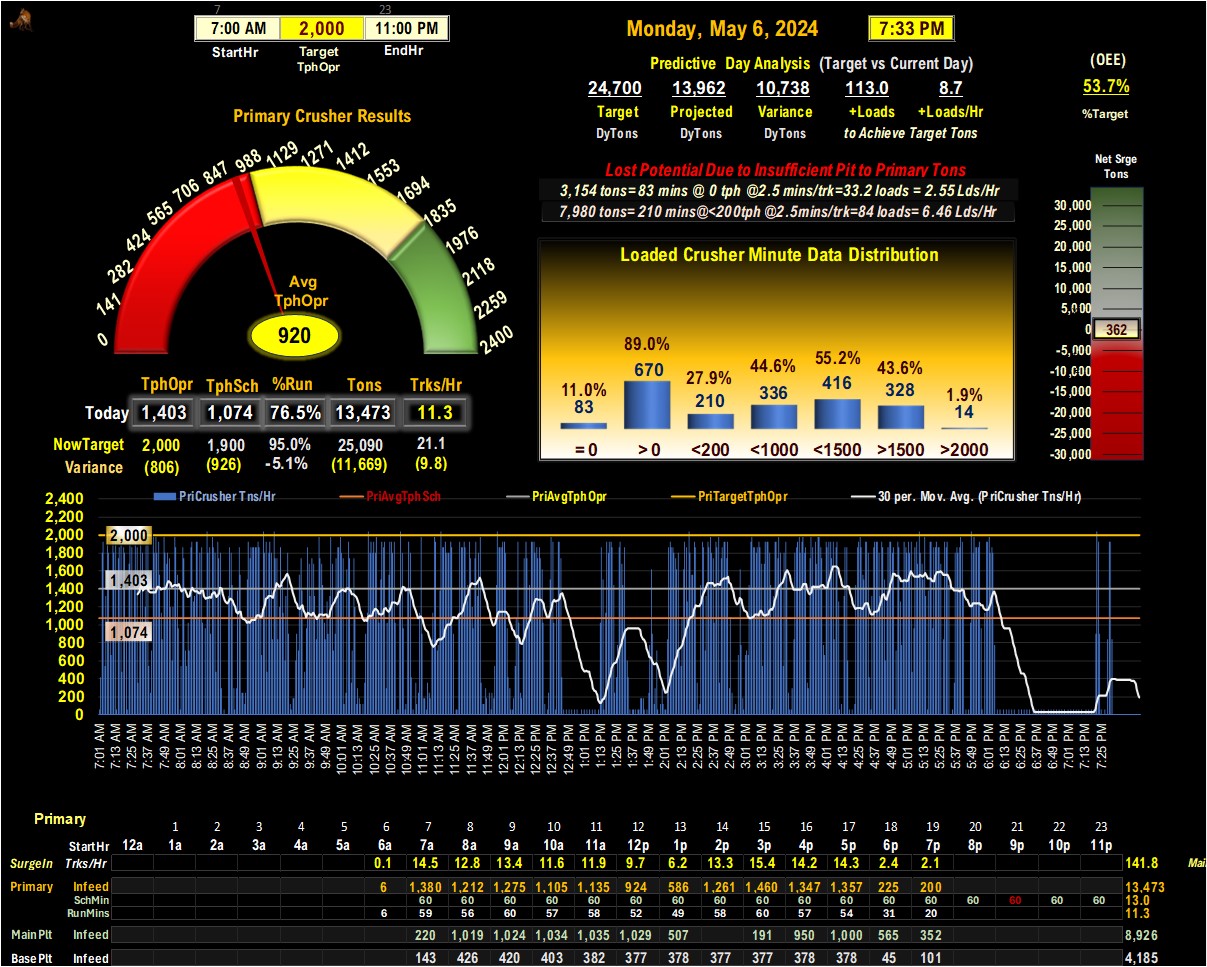 7 23
7:00 AM 2,000 11:00 PM
StartHr Target TphOpr EndHr
Monday, May 6, 2024 7:33 PM
Predictive Day Analysis (Target vs Current Day)
24,700 13,962 10,738 113.0 8.7
Target Projected Variance +Loads +Loads/Hr
DyTons DyTons DyTons to Achieve Target Tons
(OEE)
53.7%
%Target
Primary Crusher Results
0 141 282 424 565 706 847 988 1129 1271 1412 1553 1694 1835 1976 2118 2259 2400
Avg
TphOpr
920
Lost Potential Due to Insufficient Pit to Primary Tons
3,154 tons=83 mins @ 0 tph @2.5 mins/trk=33.2 loads = 2.55 Lds/Hr
7,980 tons= 210 mins@<200tph @2.5mins/trk=84 loads= 6.46 Lds/Hr
Net Srge
Tons
30,000
25,000
20,000
15,000
10,000
5,000
0 362
-5,000
-10,000
-15,000
-20,000
-25,000
-30,000
Loaded Crusher Minute Data Distribution
11.0% 89.0% 27.9% 44.6% 55.2% 43.6% 1.9%
83 670 210 336 416 328 14
= 0 > 0 <200 <1000 <1500 >1500 >2000
TphOpr TphSch %Run Tons Trks/Hr
Today 1,403 1,074 76.5% 13,473 11.3
NowTarget 2,000 1,900 95.0% 25,090 21.1
Variance (806) (926) -5.1% (11,669) (9.8)
PriCrusher Tns/Hr PriAvgTphSch PriAvgTphOpr PriTargetTphOpr 30 per. Mov. Avg. (PriCrusher Tns/Hr)
2,400
2,200
2,000 2,000
1,800
1,600
1,400 1,403
1,200
1,000 1,074
800
600
400
200
0
7:01 AM 7:13 AM 7:25 AM 7:37 AM 7:49 AM 8:01 AM 8:13 AM 8:25 AM 8:37 AM 8:49 AM 9:01 AM 9:13 AM 9:25 AM 9:37 AM 9:49 AM 10:01 AM 10:13 AM 10:25 AM 10:37 AM 10:49 AM 11:01 AM 11:13 AM 11:25 AM 11:37 AM 11:49 AM 12:01 PM 12:13 PM 12:25 PM 12:37 PM 12:49 PM 1:01 PM 1:13 PM 1:25 PM 1:37 PM 1:49 PM 2:01 PM 2:13 PM 2:25 PM 2:37 PM 2:49 PM 3:01 PM 3:13 PM 3:25 PM 3:37 PM 3:49 PM 4:01 PM 4:13 PM 4:25 PM 4:37 PM 4:49 PM 5:01 PM 5:13 PM 5:25 PM 5:37 PM 5:49 PM 6:01 PM 6:13 PM 6:25 PM 6:37 PM 6:49 PM 7:01 PM 7:13 PM 7:25 PM
Primary
1 2 3 4 5 6 7 8 9 10 11 12 13 14 15 16 17 18 19 20 21 22 23
StartHr 12a 1a 2a 3a 4a 5a 6a 7a 8a 9a 10a 11a 12p 1p 2p 3p 4p 5p 6p 7p 8p 9p 10p 11p
SurgeIn Trks/Hr 0.1 14.5 12.8 13.4 11.6 11.9 9.7 6.2 13.3 15.4 14.2 14.3 2.4 2.1 141.8
Primary Infeed 6 1,380 1,212 1,275 1,105 1,135 924 586 1,261 1,460 1,347 1,357 225 200 13,473
SchMin 60 60 60 60 60 60 60 60 60 60 60 60 60 60 60 60 60 13.0
RunMins 6 59 56 60 57 58 52 49 58 60 57 54 31 20 11.3
MainPlt Infeed 220 1,019 1,024 1,034 1,035 1,029 507 191 950 1,000 565 352 8,926
BasePlt Infeed 143 426 420 403 382 377 378 377 377 378 378 45 101 4,185